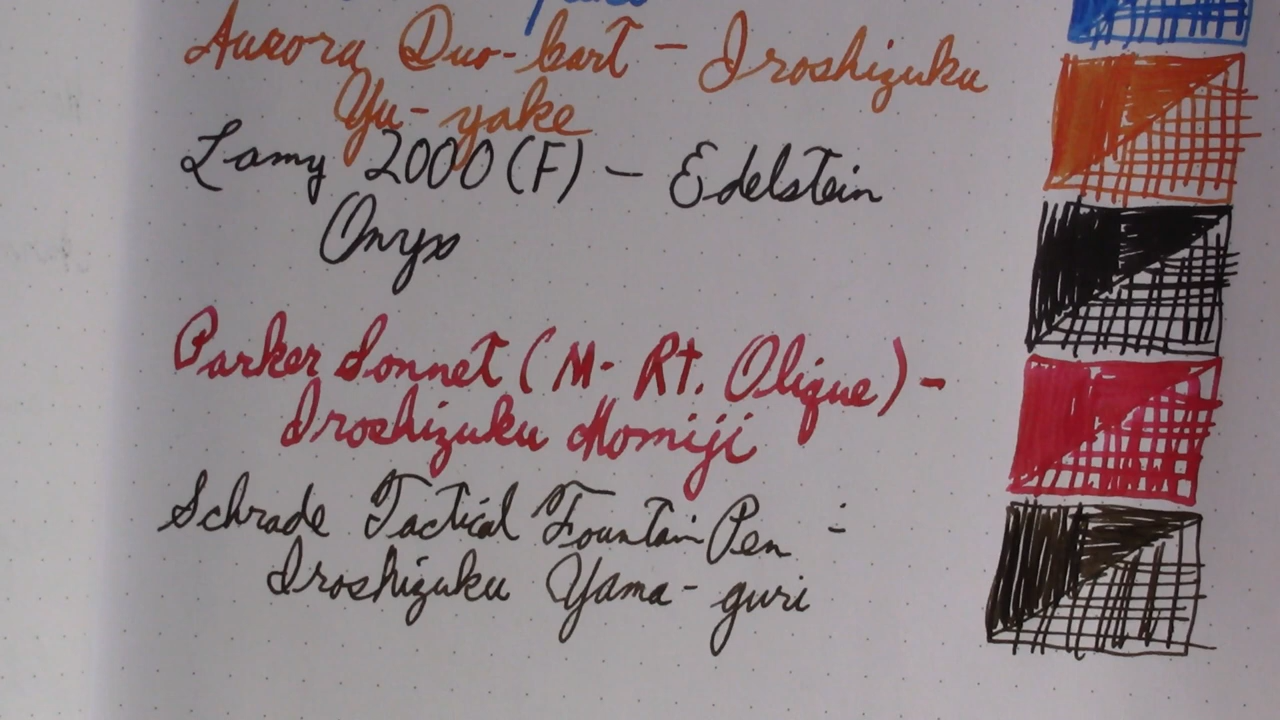 Aurora Duo-Cart - Iroshizuku
Yu-yake
Lamy 2000 (F) - Edelstein
Onyx
Parker Sonnet (M- Rt. Olique) -
Iroshizuku Momiji
Schrade Tactical Fountain Pen -
Iroshizuku Yama-guri